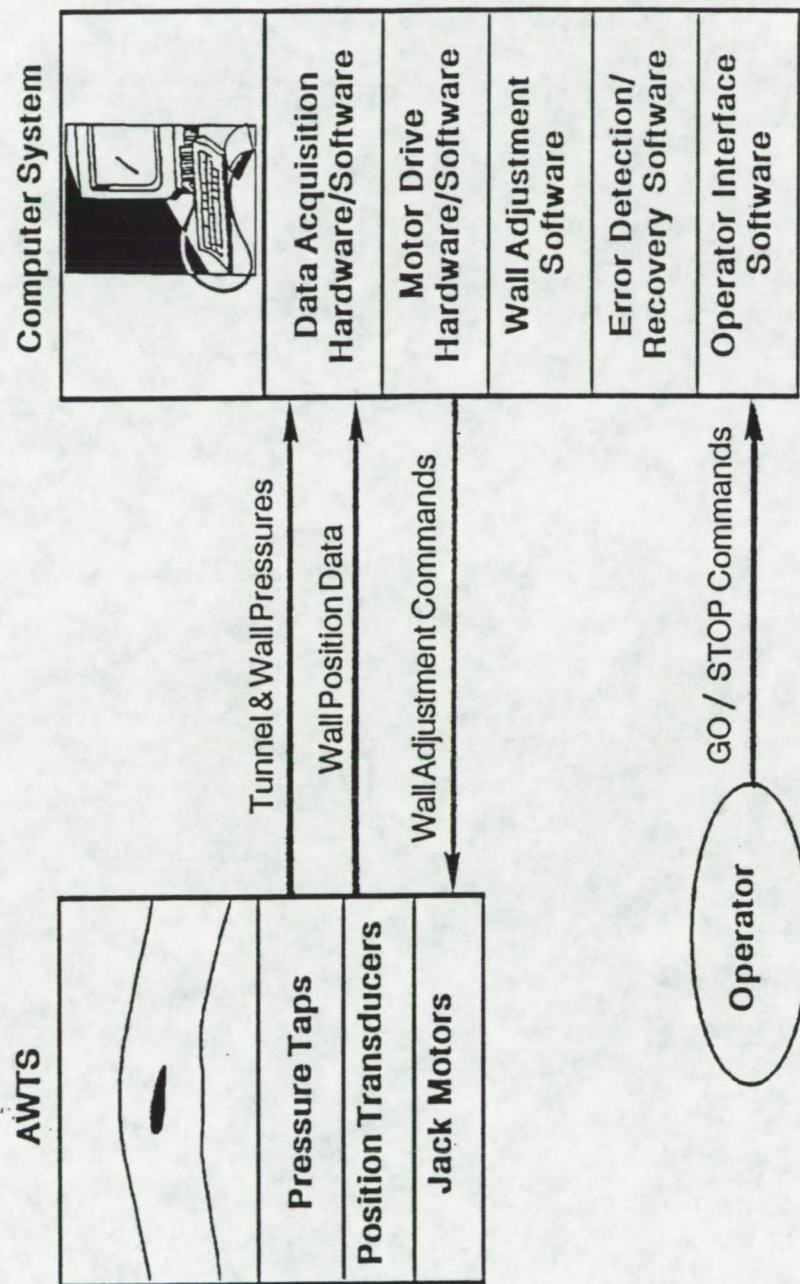 AWTS
Pressure Taps
Position Transducers
Jack Motors
Tunnel & Wall Pressures
Wall Position Data
Wall Adjustment Commands
Operator
GO / STOP Commands
Computer System
Data Acquisition
Hardware/Software
Motor Drive
Hardware/Software
Wall Adjustment
Software
Error Detection/
Recovery Software
Operator Interface
Software